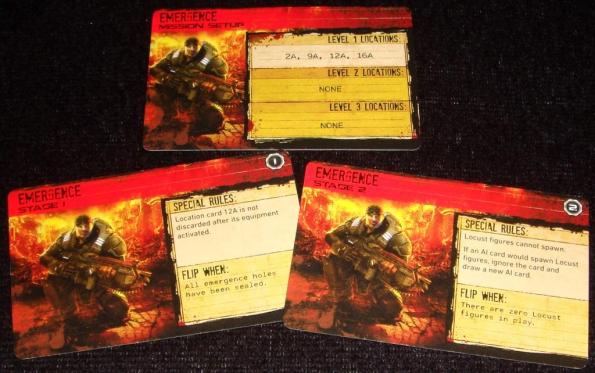 EMERGENCE
MISSION SETUP
LEVEL 1 LOCATIONS:
2A, 9A, 12A, 16A
LEVEL 2 LOCATIONS:
NONE
LEVEL 3 LOCATIONS:
NONE
EMERGENCE
STAGE 1
1
SPECIAL RULES:
Location card 12A is not
discarded after its equipment
activated.
FLIP WHEN:
All emergence holes
have been sealed.
EMERGENCE
STAGE 2
2
SPECIAL RULES:
Locust figures cannot spawn.
If an AI card would spawn Locust
figures, ignore the card and
draw a new AI card.
FLIP WHEN:
There are zero Locust
figures in play.